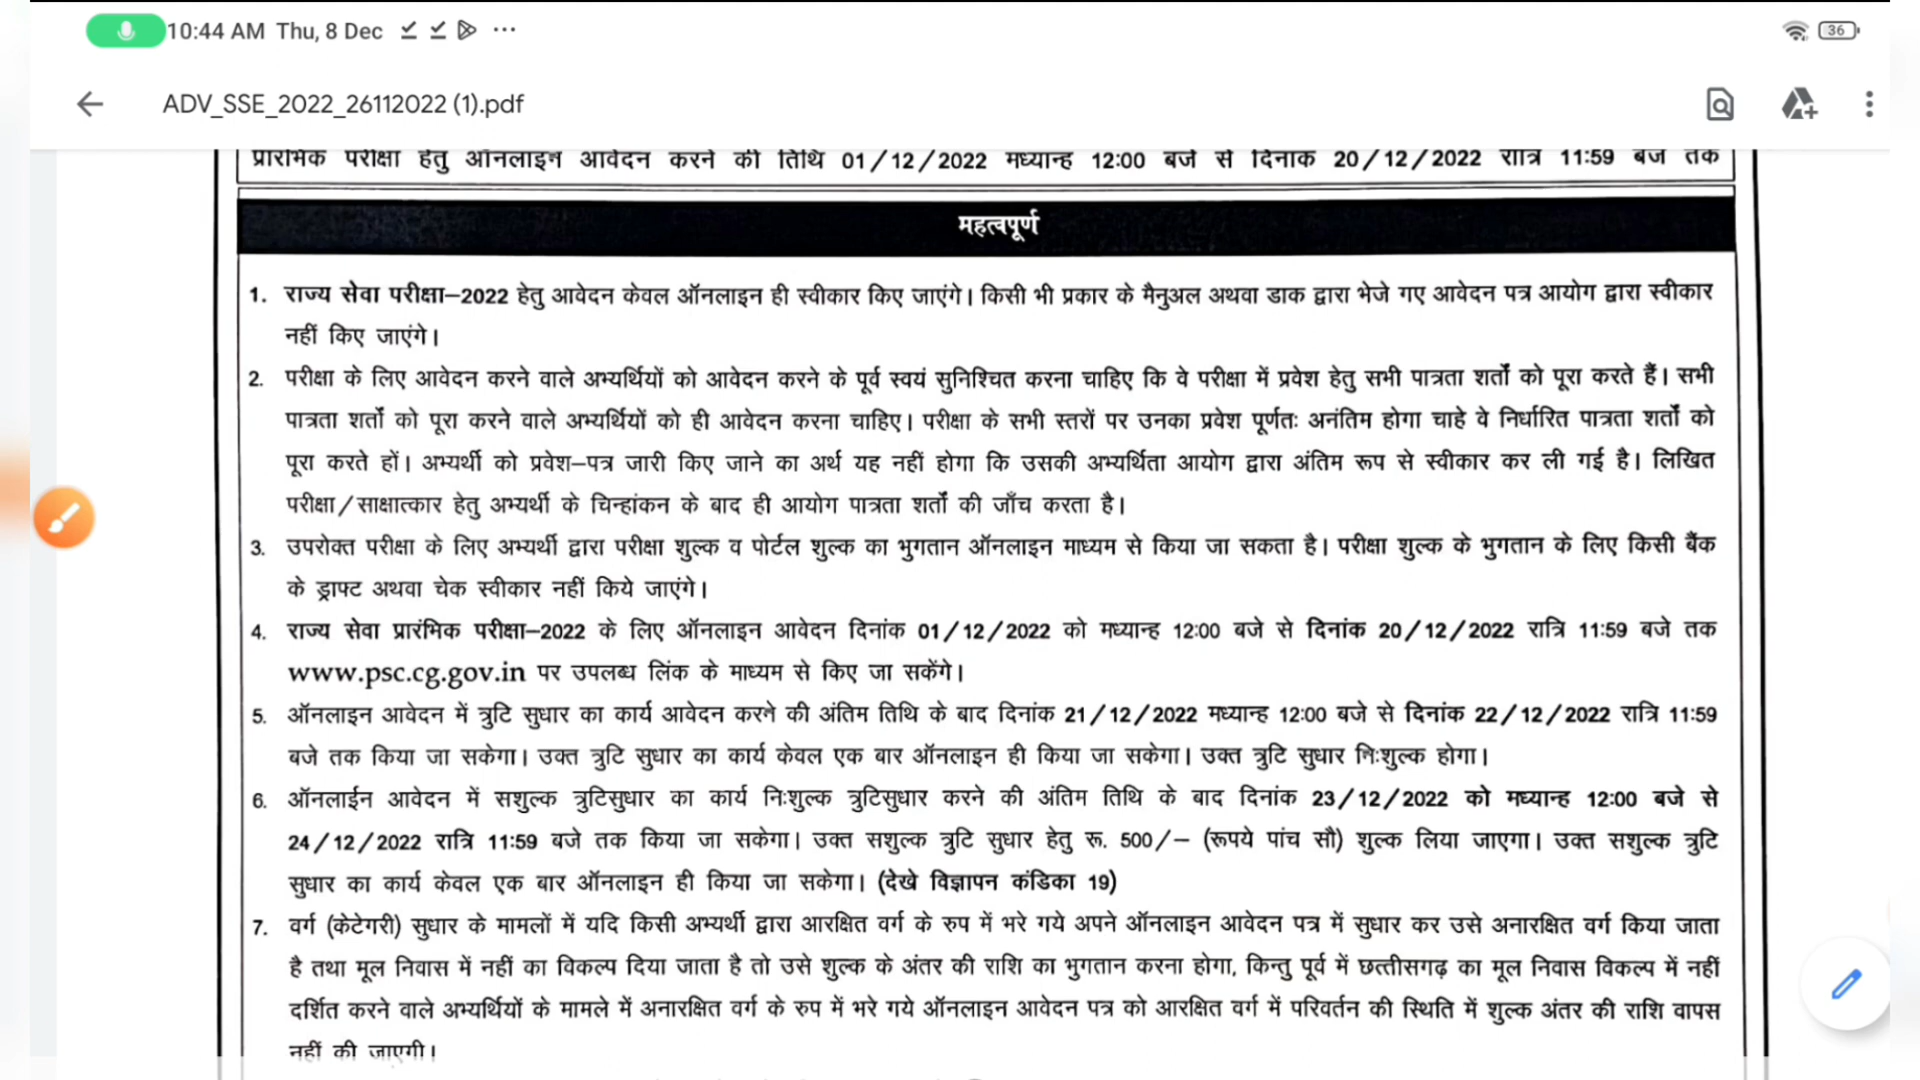 10:44 AM Thu, 8 Dec
36
ADV_SSE_2022_26112022 (1).pdf
प्रारंभिक परीक्षा हेतु ऑनलाइन आवेदन करने की तिथि 01/12/2022 मध्यान्ह 12:00 बजे से दिनांक 20/12/2022 रात्रि 11:59 बजे तक
महत्वपूर्ण
1. राज्य सेवा परीक्षा–2022 हेतु आवेदन केवल ऑनलाइन ही स्वीकार किए जाएंगे। किसी भी प्रकार के मैनुअल अथवा डाक द्वारा भेजे गए आवेदन पत्र आयोग द्वारा स्वीकार
नहीं किए जाएंगे।
2. परीक्षा के लिए आवेदन करने वाले अभ्यर्थियों को आवेदन करने के पूर्व स्वयं सुनिश्चित करना चाहिए कि वे परीक्षा में प्रवेश हेतु सभी पात्रता शर्तों को पूरा करते हैं। सभी
पात्रता शर्तों को पूरा करने वाले अभ्यर्थियों को ही आवेदन करना चाहिए। परीक्षा के सभी स्तरों पर उनका प्रवेश पूर्णतः अनंतिम होगा चाहे वे निर्धारित पात्रता शर्तों को
पूरा करते हों। अभ्यर्थी को प्रवेश–पत्र जारी किए जाने का अर्थ यह नहीं होगा कि उसकी अभ्यर्थिता आयोग द्वारा अंतिम रूप से स्वीकार कर ली गई है। लिखित
परीक्षा/साक्षात्कार हेतु अभ्यर्थी के चिन्हांकन के बाद ही आयोग पात्रता शर्तों की जाँच करता है।
3. उपरोक्त परीक्षा के लिए अभ्यर्थी द्वारा परीक्षा शुल्क व पोर्टल शुल्क का भुगतान ऑनलाइन माध्यम से किया जा सकता है। परीक्षा शुल्क के भुगतान के लिए किसी बैंक
के ड्राफ्ट अथवा चेक स्वीकार नहीं किये जाएंगे।
4. राज्य सेवा प्रारंभिक परीक्षा–2022 के लिए ऑनलाइन आवेदन दिनांक 01/12/2022 को मध्यान्ह 12:00 बजे से दिनांक 20/12/2022 रात्रि 11:59 बजे तक
www.psc.cg.gov.in पर उपलब्ध लिंक के माध्यम से किए जा सकेंगे।
5. ऑनलाइन आवेदन में त्रुटि सुधार का कार्य आवेदन करने की अंतिम तिथि के बाद दिनांक 21/12/2022 मध्यान्ह 12:00 बजे से दिनांक 22/12/2022 रात्रि 11:59
बजे तक किया जा सकेगा। उक्त त्रुटि सुधार का कार्य केवल एक बार ऑनलाइन ही किया जा सकेगा। उक्त त्रुटि सुधार निःशुल्क होगा।
6. ऑनलाईन आवेदन में सशुल्क त्रुटिसुधार का कार्य निःशुल्क त्रुटिसुधार करने की अंतिम तिथि के बाद दिनांक 23/12/2022 को मध्यान्ह 12:00 बजे से
24/12/2022 रात्रि 11:59 बजे तक किया जा सकेगा। उक्त सशुल्क त्रुटि सुधार हेतु रू. 500/– (रूपये पांच सौ) शुल्क लिया जाएगा। उक्त सशुल्क त्रुटि
सुधार का कार्य केवल एक बार ऑनलाइन ही किया जा सकेगा। (देखे विज्ञापन कंडिका 19)
7. वर्ग (केटेगरी) सुधार के मामलों में यदि किसी अभ्यर्थी द्वारा आरक्षित वर्ग के रुप में भरे गये अपने ऑनलाइन आवेदन पत्र में सुधार कर उसे अनारक्षित वर्ग किया जाता
है तथा मूल निवास में नहीं का विकल्प दिया जाता है तो उसे शुल्क के अंतर की राशि का भुगतान करना होगा, किन्तु पूर्व में छत्तीसगढ़ का मूल निवास विकल्प में नहीं
दर्शित करने वाले अभ्यर्थियों के मामले में अनारक्षित वर्ग के रुप में भरे गये ऑनलाइन आवेदन पत्र को आरक्षित वर्ग में परिवर्तन की स्थिति में शुल्क अंतर की राशि वापस
नहीं की जाएगी।